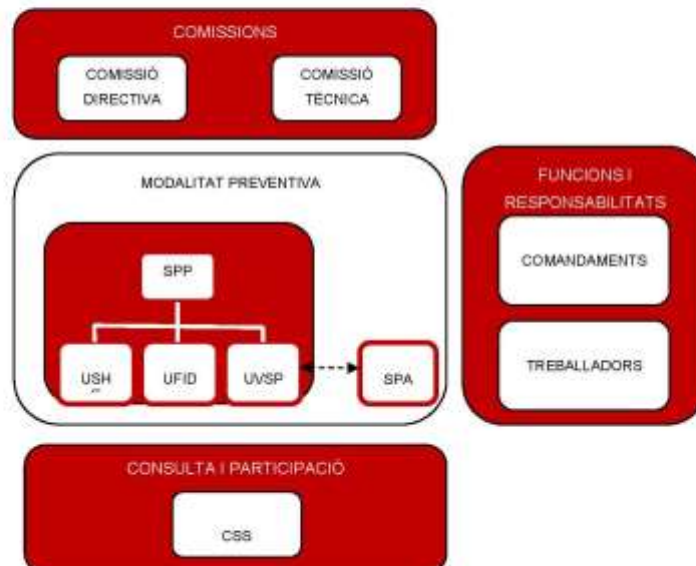 COMISSIONS
COMISSIÓ
DIRECTIVA
COMISSIÓ
TÈCNICA
MODALITAT PREVENTIVA
SPP
USH
UFID
UVSP
SPA
FUNCIONS I
RESPONSABILITATS
COMANDAMENTS
TREBALLADORS
CONSULTA I PARTICIPACIÓ
CSS